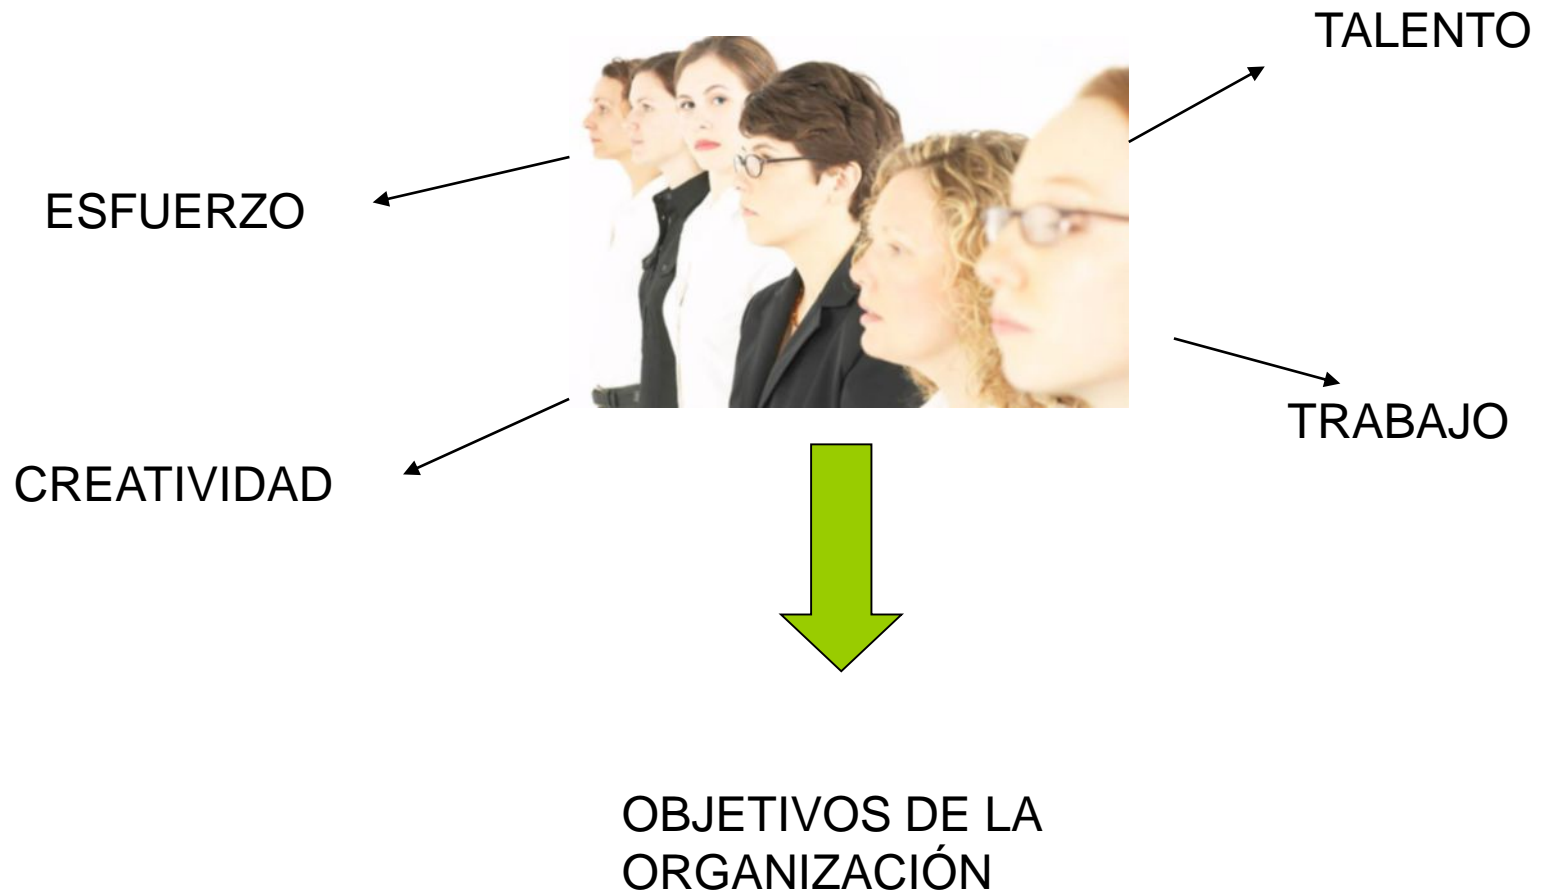 TALENTO
ESFUERZO
TRABAJO
CREATIVIDAD
OBJETIVOS DE LA
ORGANIZACIÓN